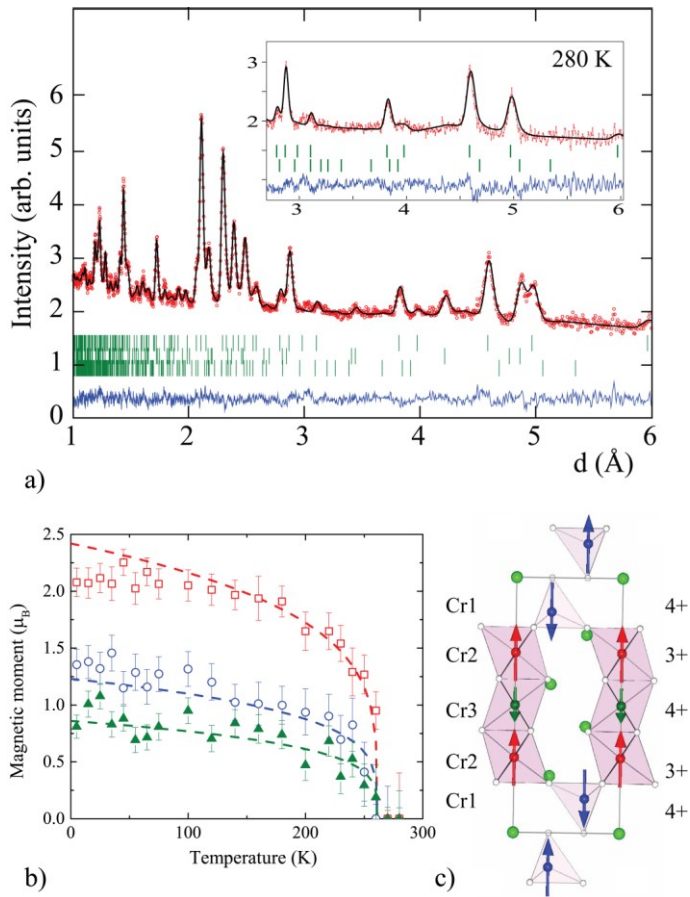 280 K
3
2
3
4
5
6
Intensity (arb. units)
6
5
4
3
2
1
0
1
2
3
4
5
6
d (Å)
a)
Magnetic moment (μB)
2.5
2.0
1.5
1.0
0.5
0.0
0
100
200
300
Temperature (K)
b)
Cr1
4+
Cr2
3+
Cr3
4+
Cr2
3+
Cr1
4+
c)